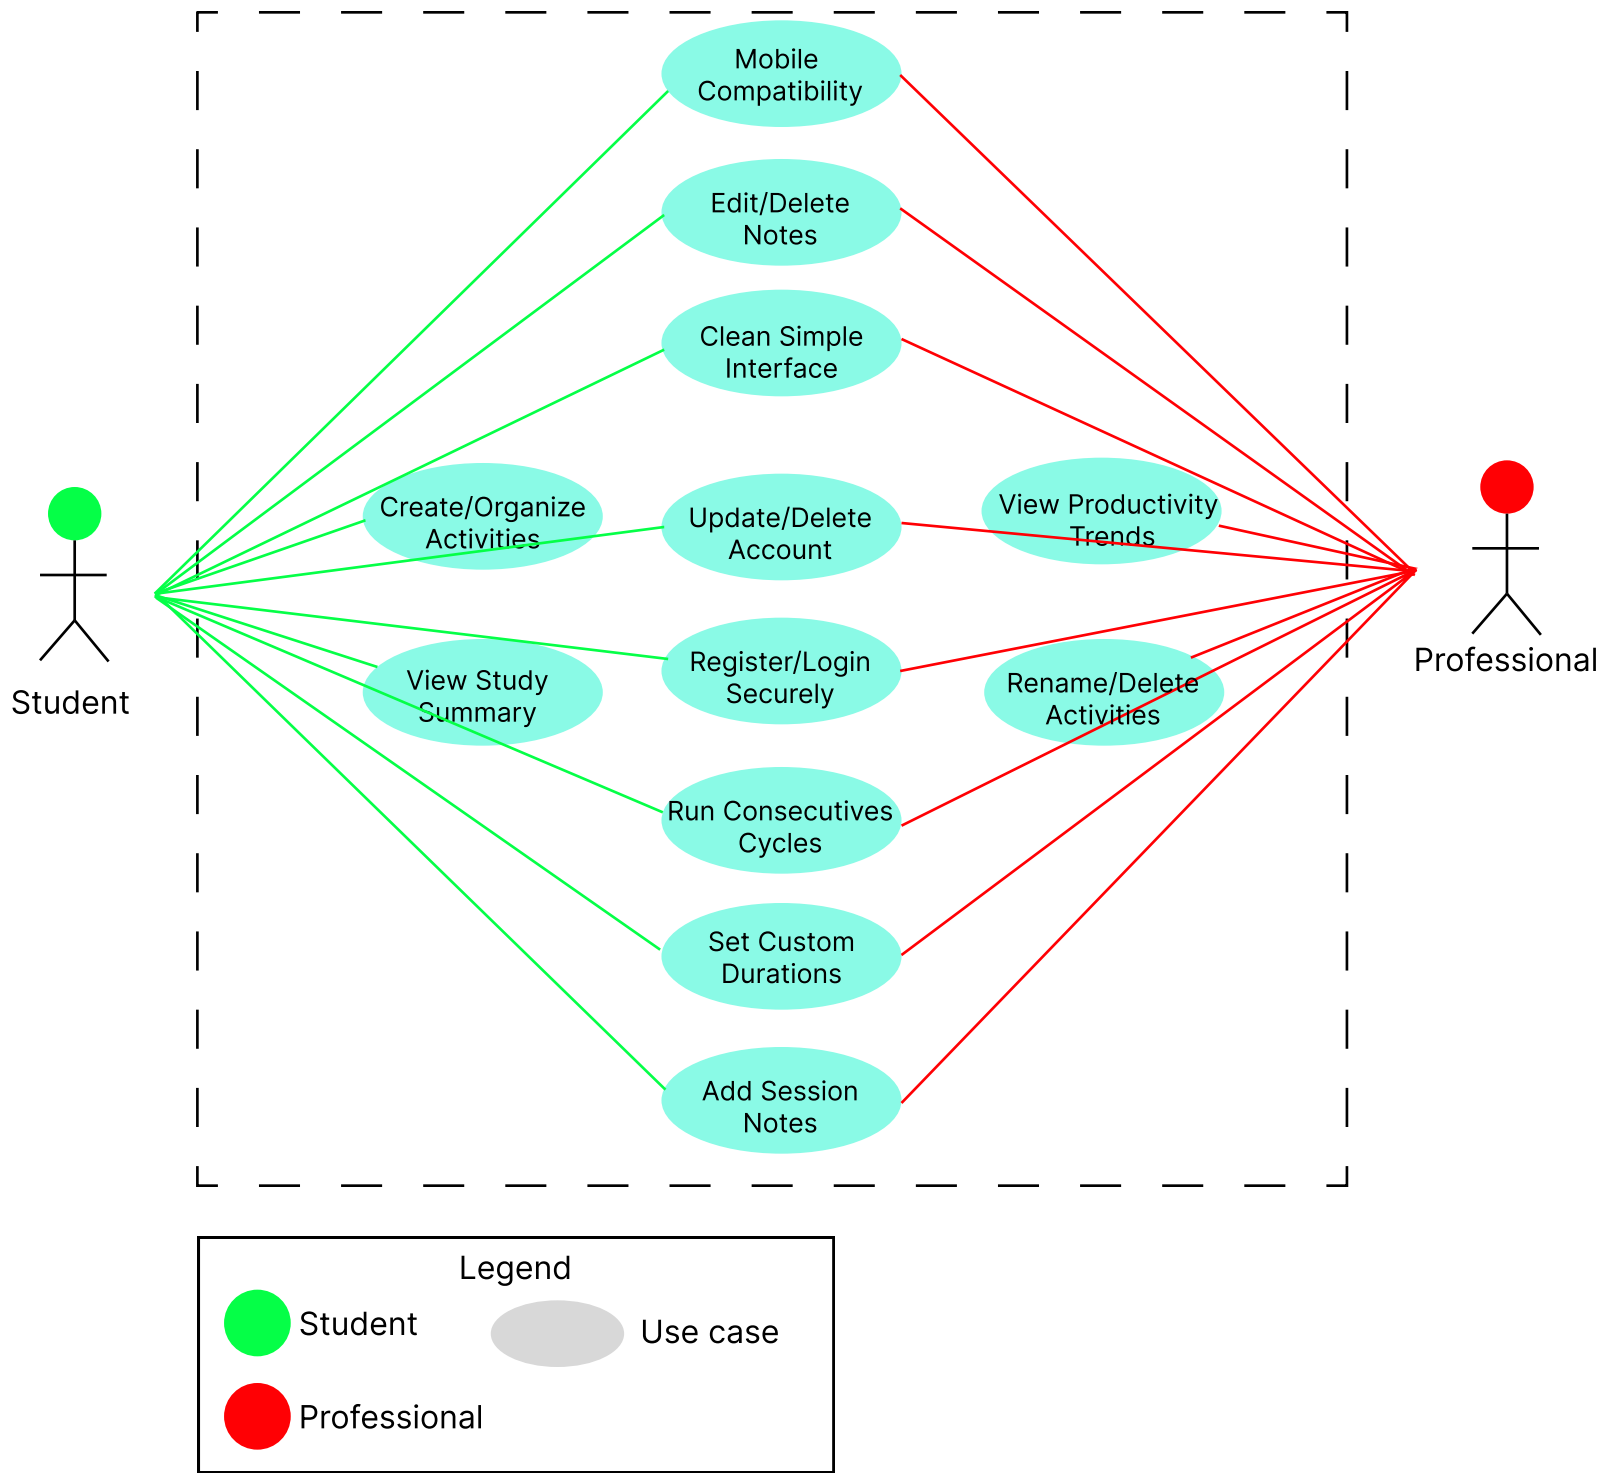 Mobile
Compatibility
Edit/Delete
Notes
Clean Simple
Interface
Create/Organize
Activities
Update/Delete
Account
View Productivity
Trends
Student
View Study
Summary
Register/Login
Securely
Rename/Delete
Activities
Professional
Run Consecutives
Cycles
Set Custom
Durations
Add Session
Notes
Legend
Student
Use case
Professional